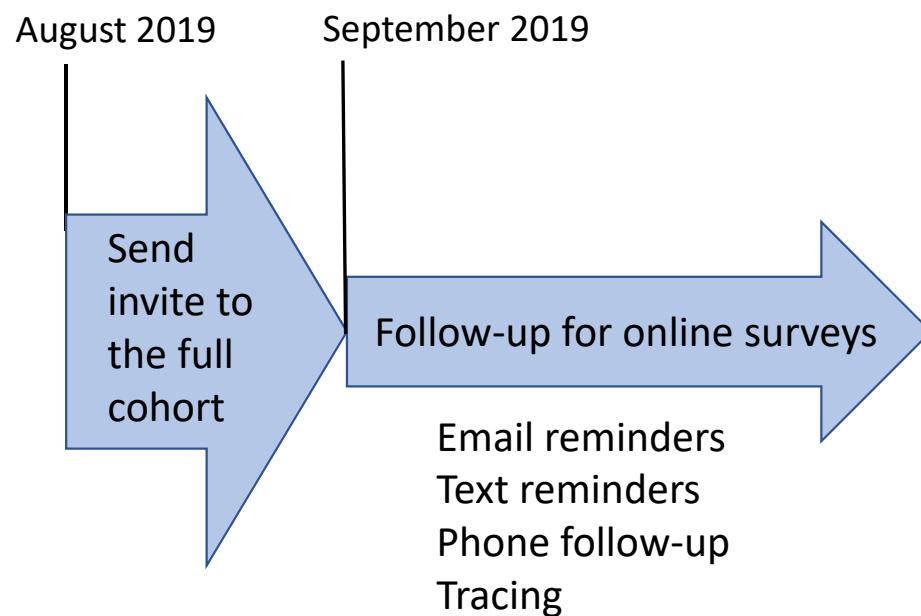 August 2019
September 2019
Send
invite to
the full
cohort
Follow-up for online surveys
Email reminders
Text reminders
Phone follow-up
Tracing